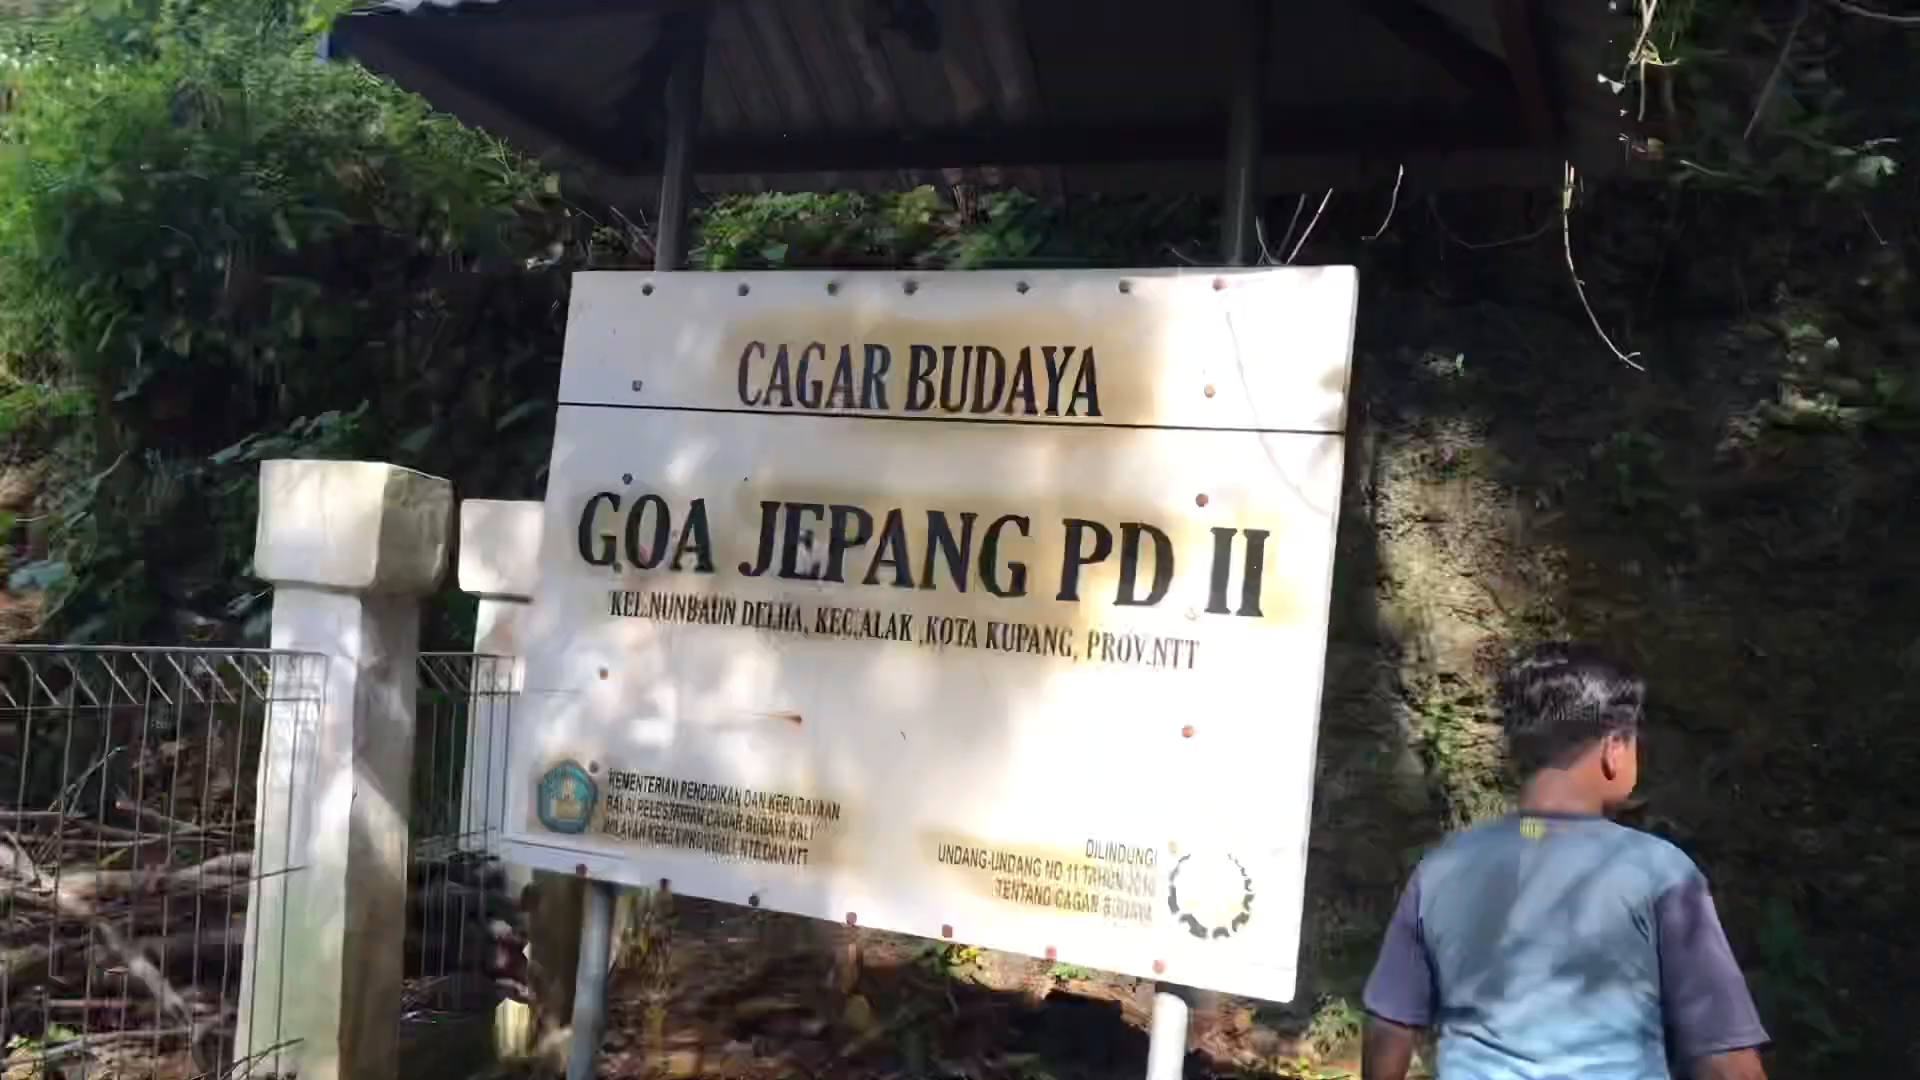 CAGAR BUDAYA
GOA JEPANG PD II
KEL.NUNBAUN DELHA, KEC.ALAK ,KOTA KUPANG, PROV.NTT
KEMENTERIAN PENDIDIKAN DAN KEBUDAYAAN
BALAI PELESTARIAN CAGAR BUDAYA BALI
WILAYAH KERJA PROV.BALI, NTB DAN NTT
DILINDUNGI
UNDANG-UNDANG NO 11 TAHUN 2010
TENTANG CAGAR BUDAYA